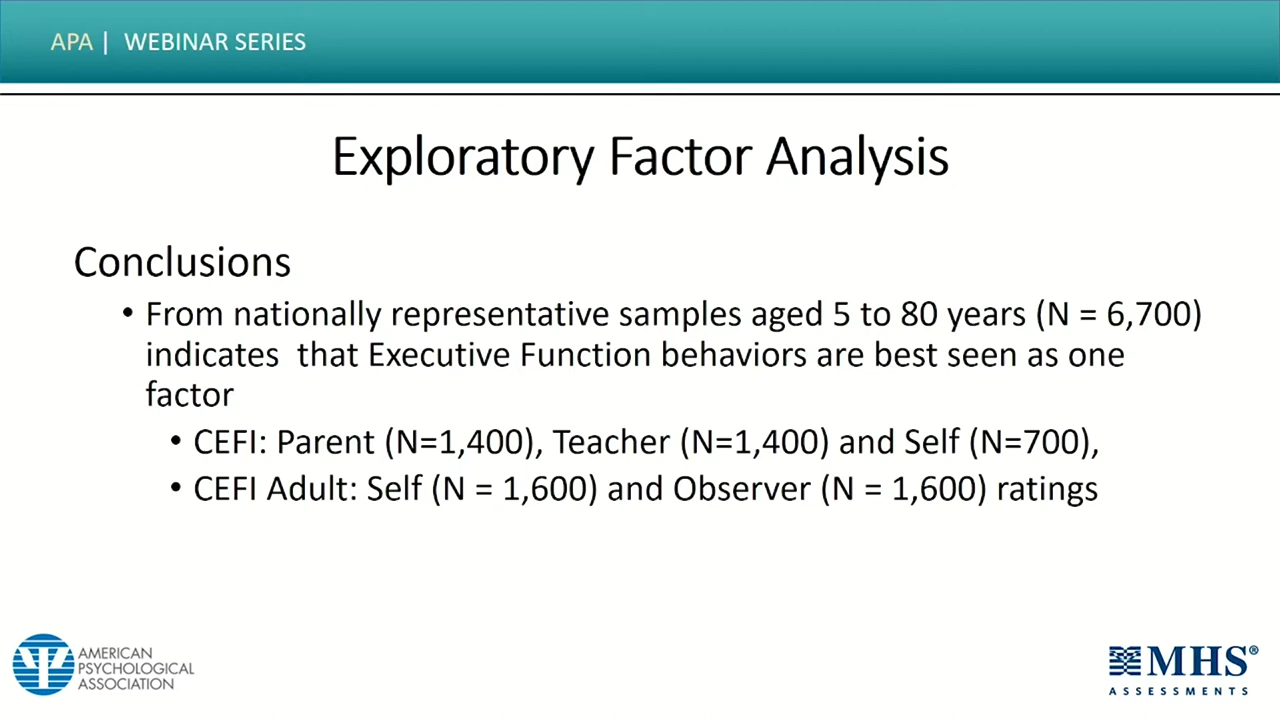 APA | WEBINAR SERIES
Exploratory Factor Analysis
Conclusions
• From nationally representative samples aged 5 to 80 years (N = 6,700)
indicates  that Executive Function behaviors are best seen as one
factor
• CEFI: Parent (N=1,400), Teacher (N=1,400) and Self (N=700),
• CEFI Adult: Self (N = 1,600) and Observer (N = 1,600) ratings
AMERICAN
PSYCHOLOGICAL
ASSOCIATION
MHS®
ASSESSMENTS